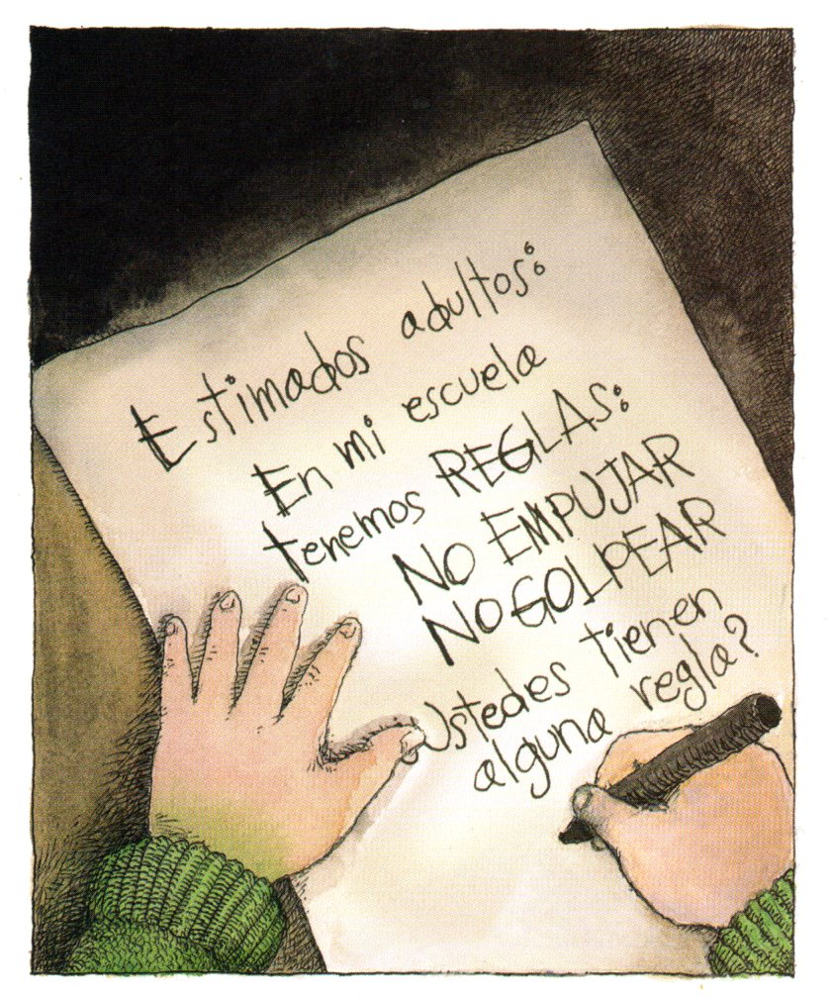 Estimados adultos:
En mi escuela
tenemos REGLAS:
NO EMPUJAR
NO GOLPEAR
Ustedes tienen
alguna regla?